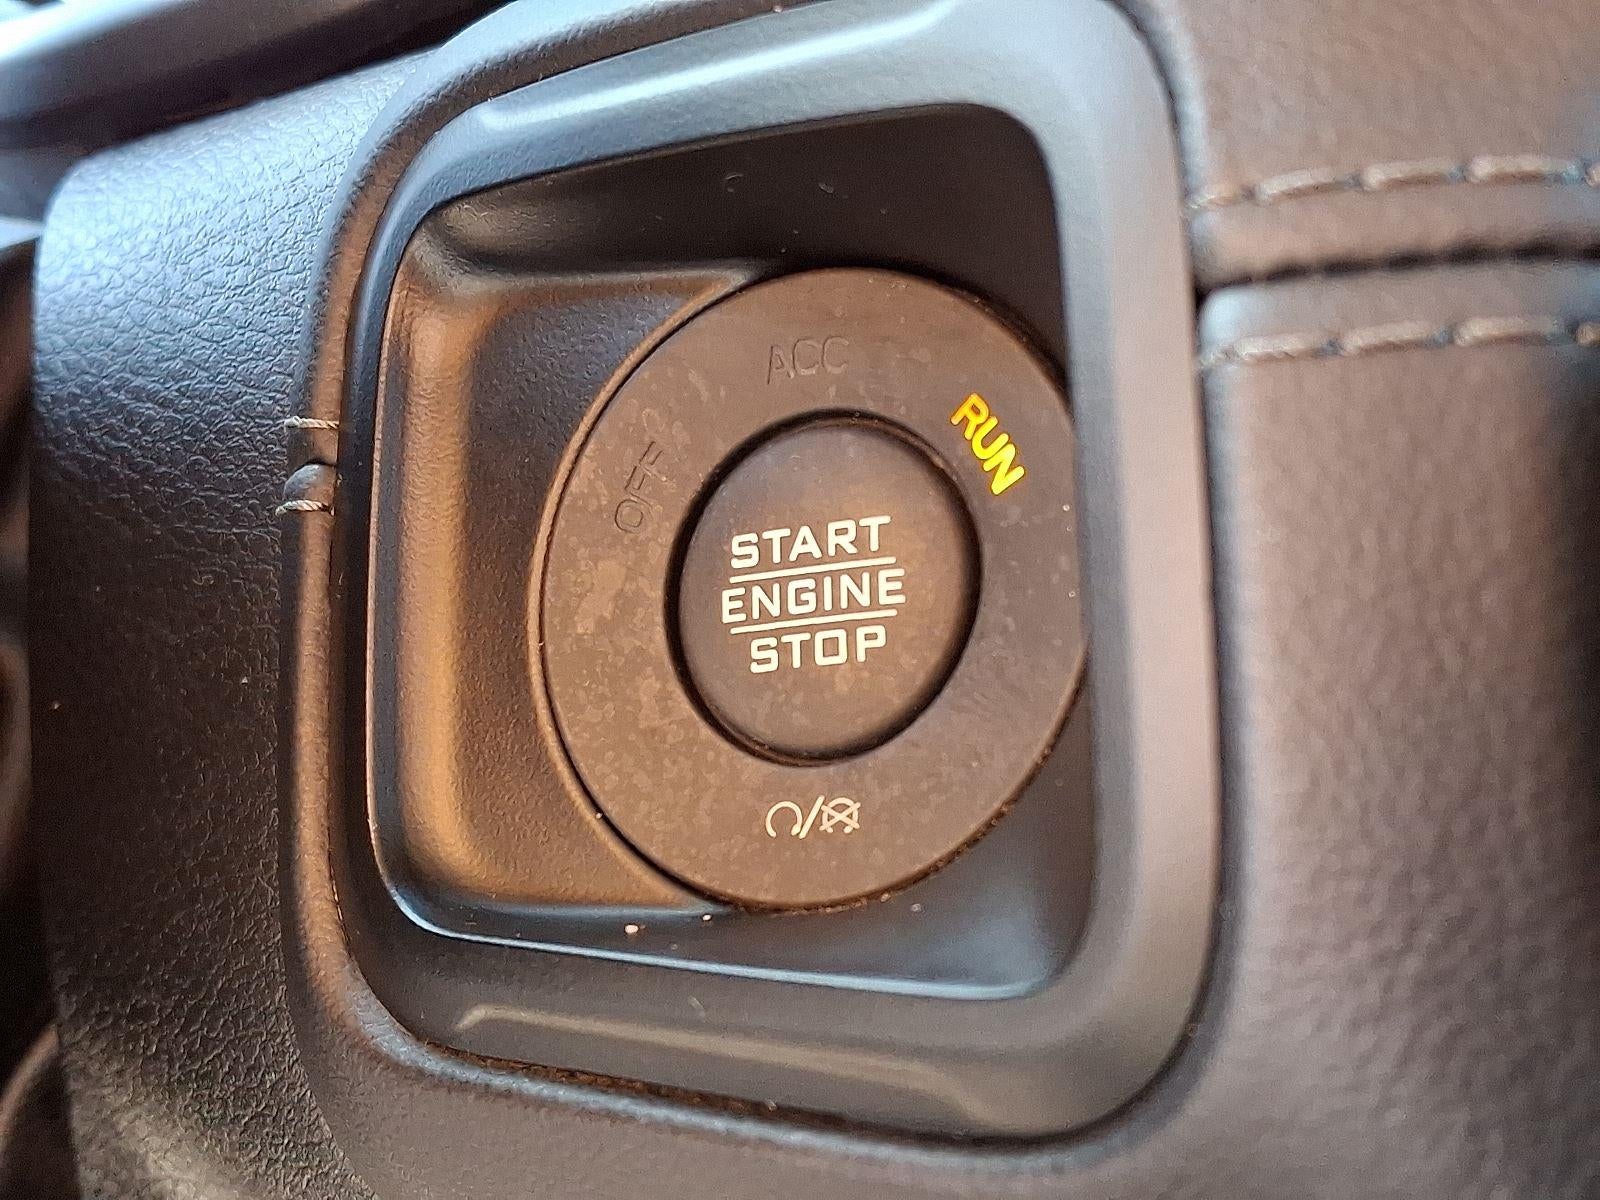 ACC
RUN
OFF
START
ENGINE
STOP